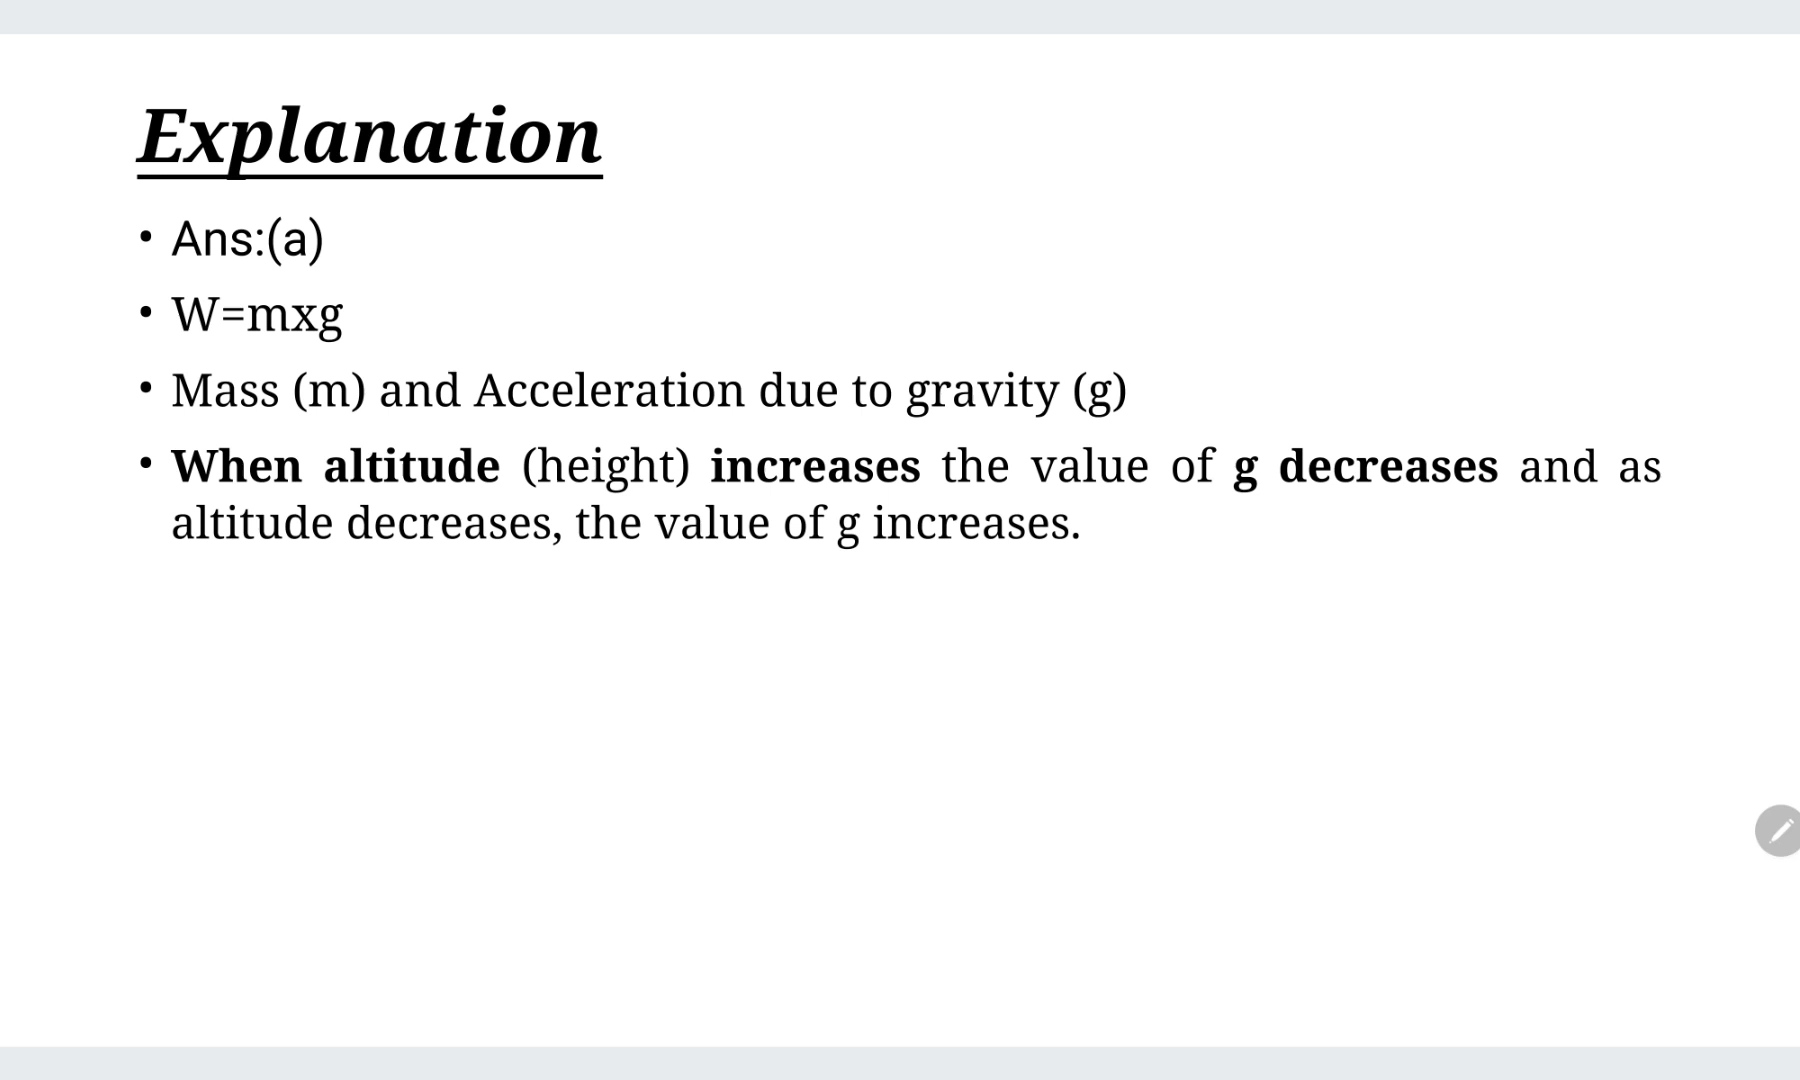 Explanation
• Ans:(a)
• W=mxg
• Mass (m) and Acceleration due to gravity (g)
• When altitude (height) increases the value of g decreases and as
altitude decreases, the value of g increases.